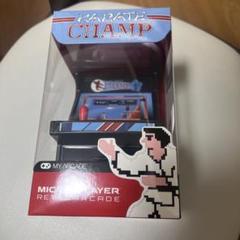 KARATE
CHAMP
MY ARCADE
MICRO PLAYER
RETRO ARCADE